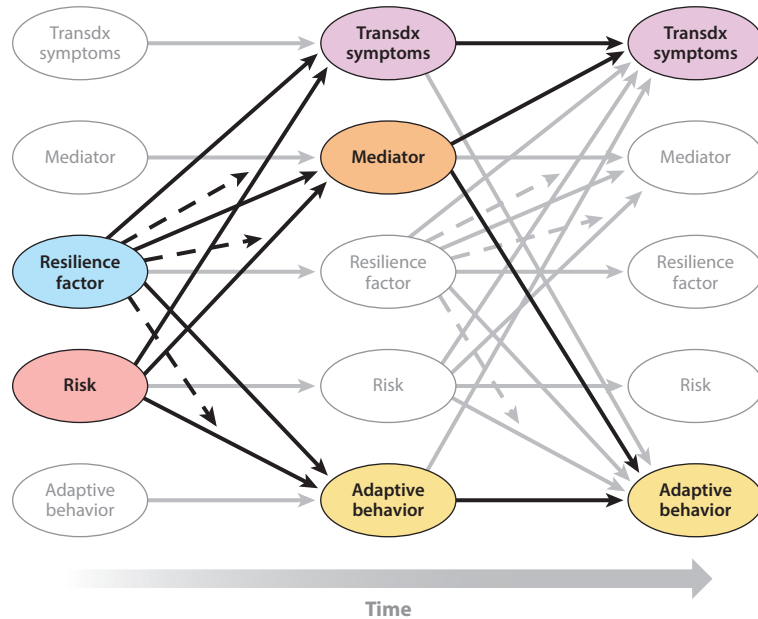 Transdx
symptoms
Transdx
symptoms
Transdx
symptoms
Mediator
Mediator
Mediator
Resilience
factor
Resilience
factor
Resilience
factor
Risk
Risk
Risk
Adaptive
behavior
Adaptive
behavior
Adaptive
behavior
Time